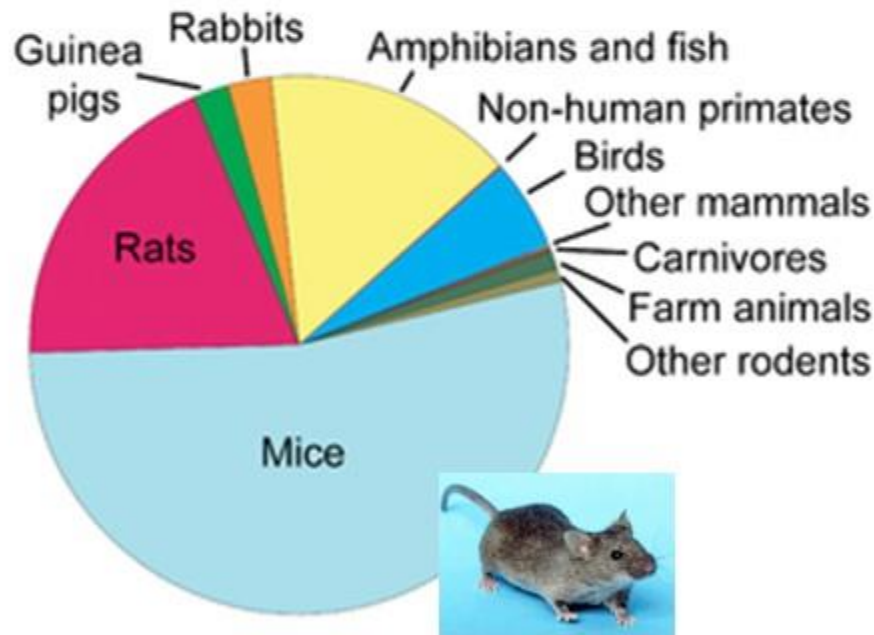 Guinea
pigs
Rabbits
Amphibians and fish
Non-human primates
Birds
Other mammals
Carnivores
Farm animals
Other rodents
Rats
Mice